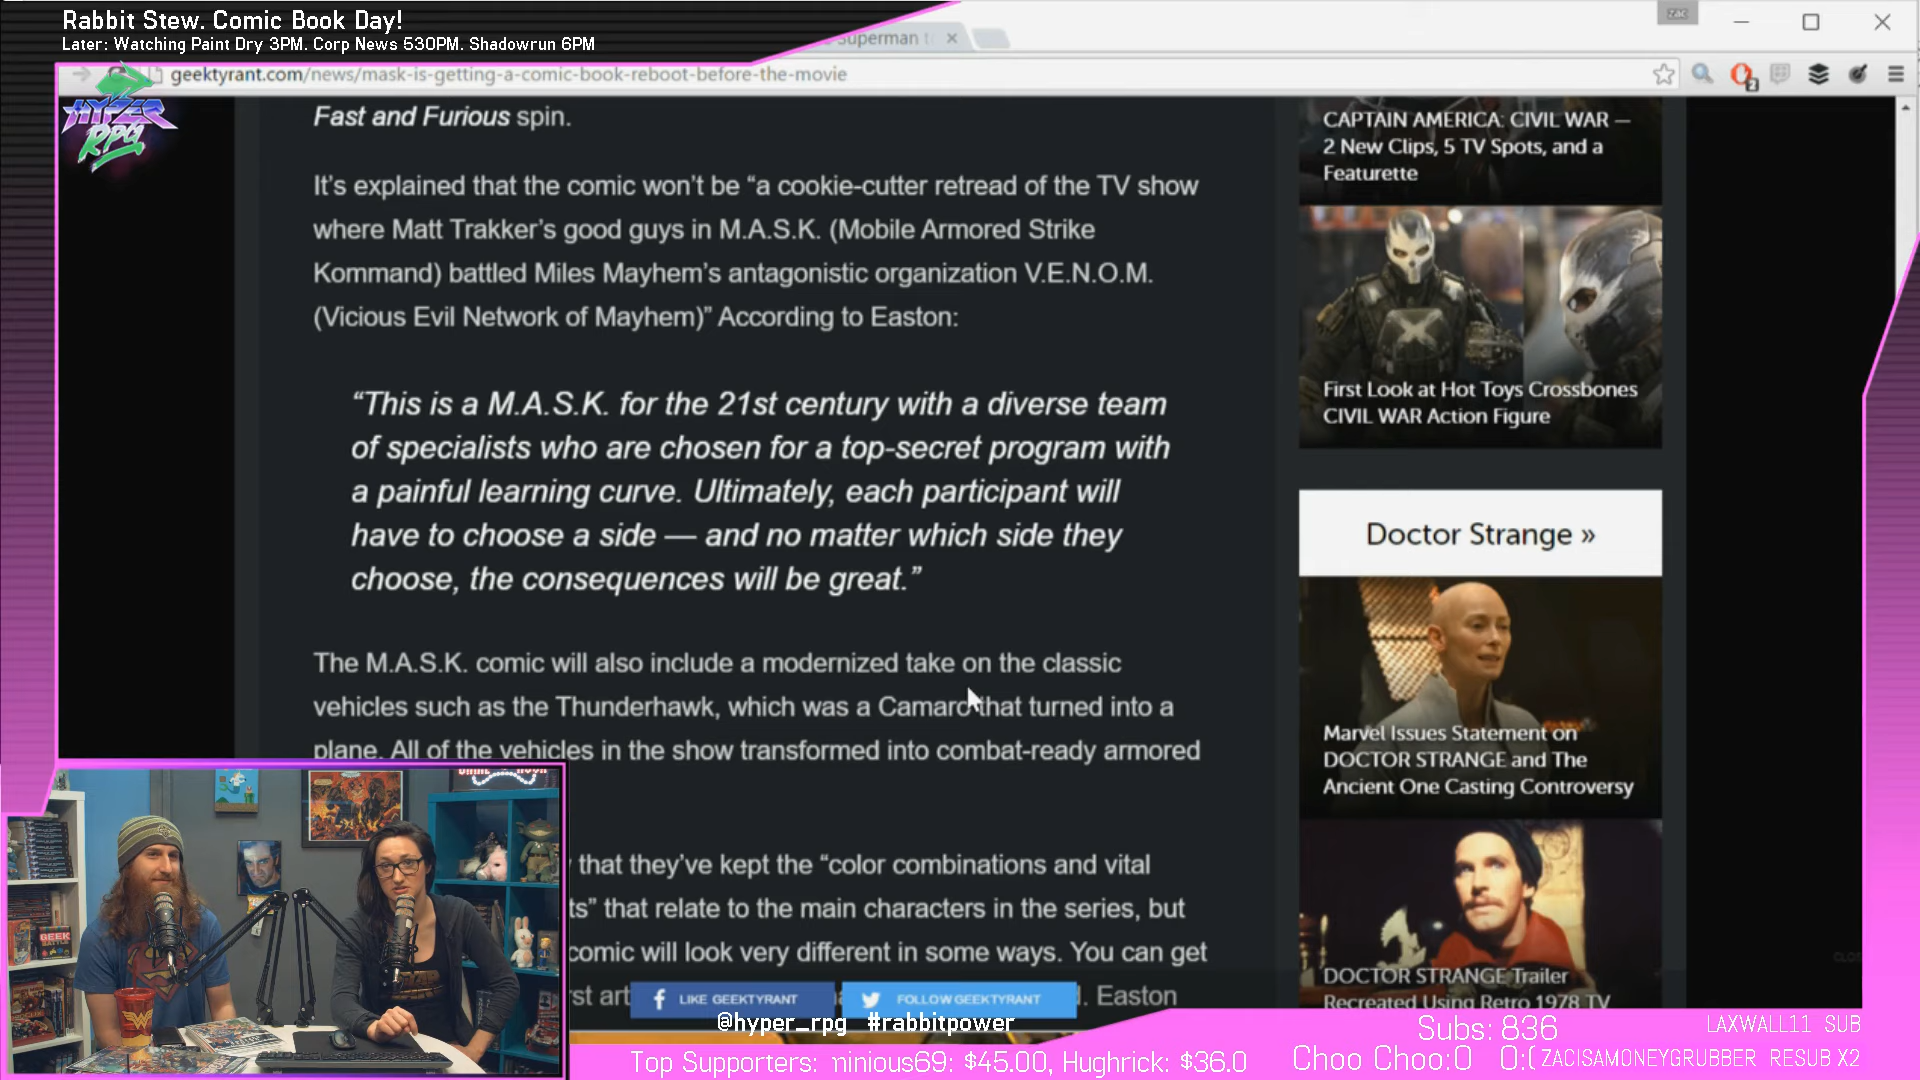 Rabbit Stew. Comic Book Day!
Later: Watching Paint Dry 3PM. Corp News 530PM. Shadowrun 6PM
Superman t
zac
geektyrant.com/news/mask-is-getting-a-comic-book-reboot-before-the-movie
2
HYPER
RPG
Fast and Furious spin.
It's explained that the comic won't be “a cookie-cutter retread of the TV show
where Matt Trakker's good guys in M.A.S.K. (Mobile Armored Strike
Kommand) battled Miles Mayhem's antagonistic organization V.E.N.O.M.
(Vicious Evil Network of Mayhem)” According to Easton:
“This is a M.A.S.K. for the 21st century with a diverse team
of specialists who are chosen for a top-secret program with
a painful learning curve. Ultimately, each participant will
have to choose a side — and no matter which side they
choose, the consequences will be great.”
The M.A.S.K. comic will also include a modernized take on the classic
vehicles such as the Thunderhawk, which was a Camaro that turned into a
plane. All of the vehicles in the show transformed into combat-ready armored
that they've kept the “color combinations and vital
ts” that relate to the main characters in the series, but
comic will look very different in some ways. You can get
rst art
. Easton
LIKE GEEKTYRANT
FOLLOW GEEKTYRANT
CAPTAIN AMERICA: CIVIL WAR —
2 New Clips, 5 TV Spots, and a
Featurette
First Look at Hot Toys Crossbones
CIVIL WAR Action Figure
Doctor Strange »
Marvel Issues Statement on
DOCTOR STRANGE and The
Ancient One Casting Controversy
DOCTOR STRANGE Trailer
Recreated Using Retro 1978 TV
CLOS
GEEK
BATTLE
@hyper_rpg #rabbitpower
Top Supporters: minious69: $45.00, Hughrick: $36.0
Subs: 836
Choo Choo:0 0:(
LAXWALL11 SUB
ZACISAMONEYGRUBBER RESUB X2